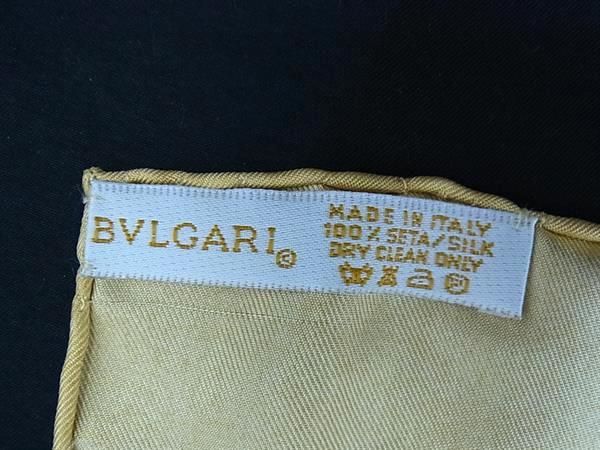 BVLGARI©
MADE IN ITALY
100% SETA/SILK
DRY CLEAN ONLY